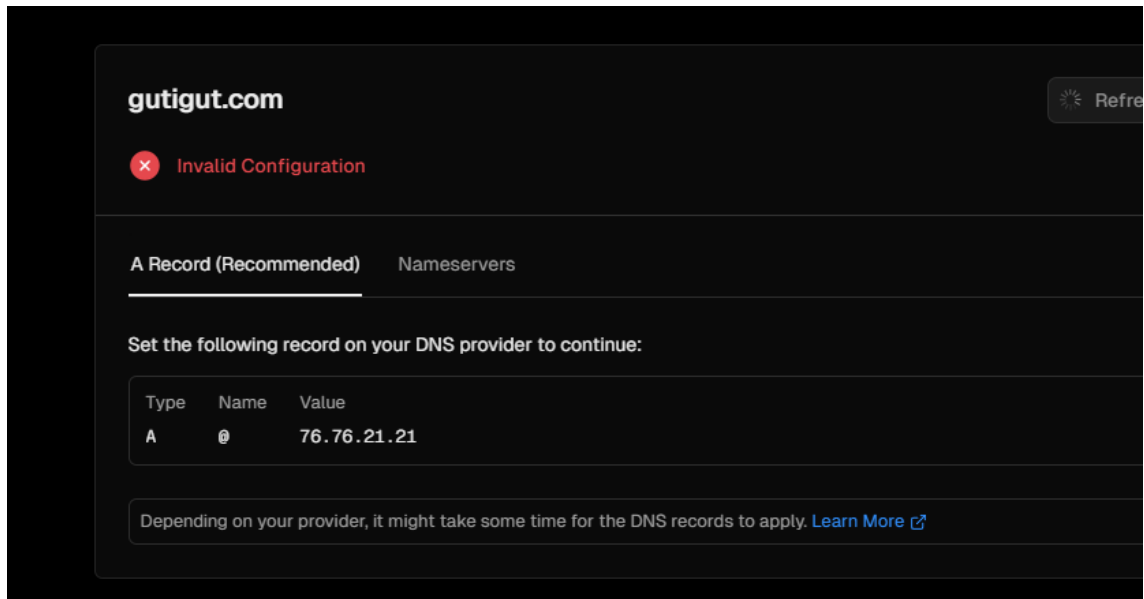 gutigut.com
Invalid Configuration
A Record (Recommended) Nameservers
Set the following record on your DNS provider to continue:
Type Name Value
A @ 76.76.21.21
Depending on your provider, it might take some time for the DNS records to apply. Learn More